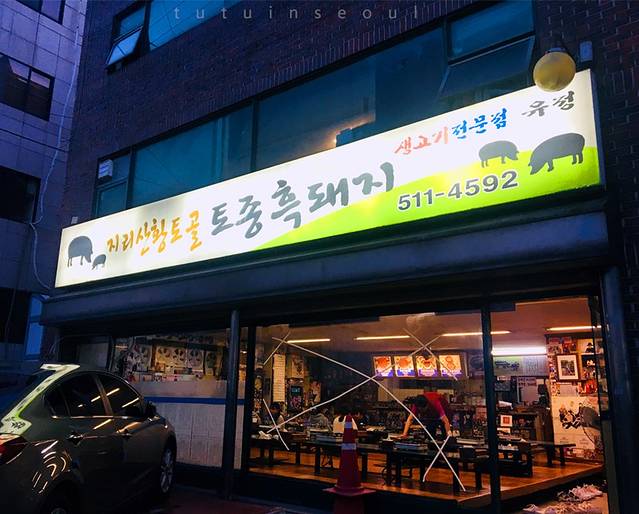 tutuinseoul
생고기전문점 유정
지리산황토골 토종흑돼지
511-4592